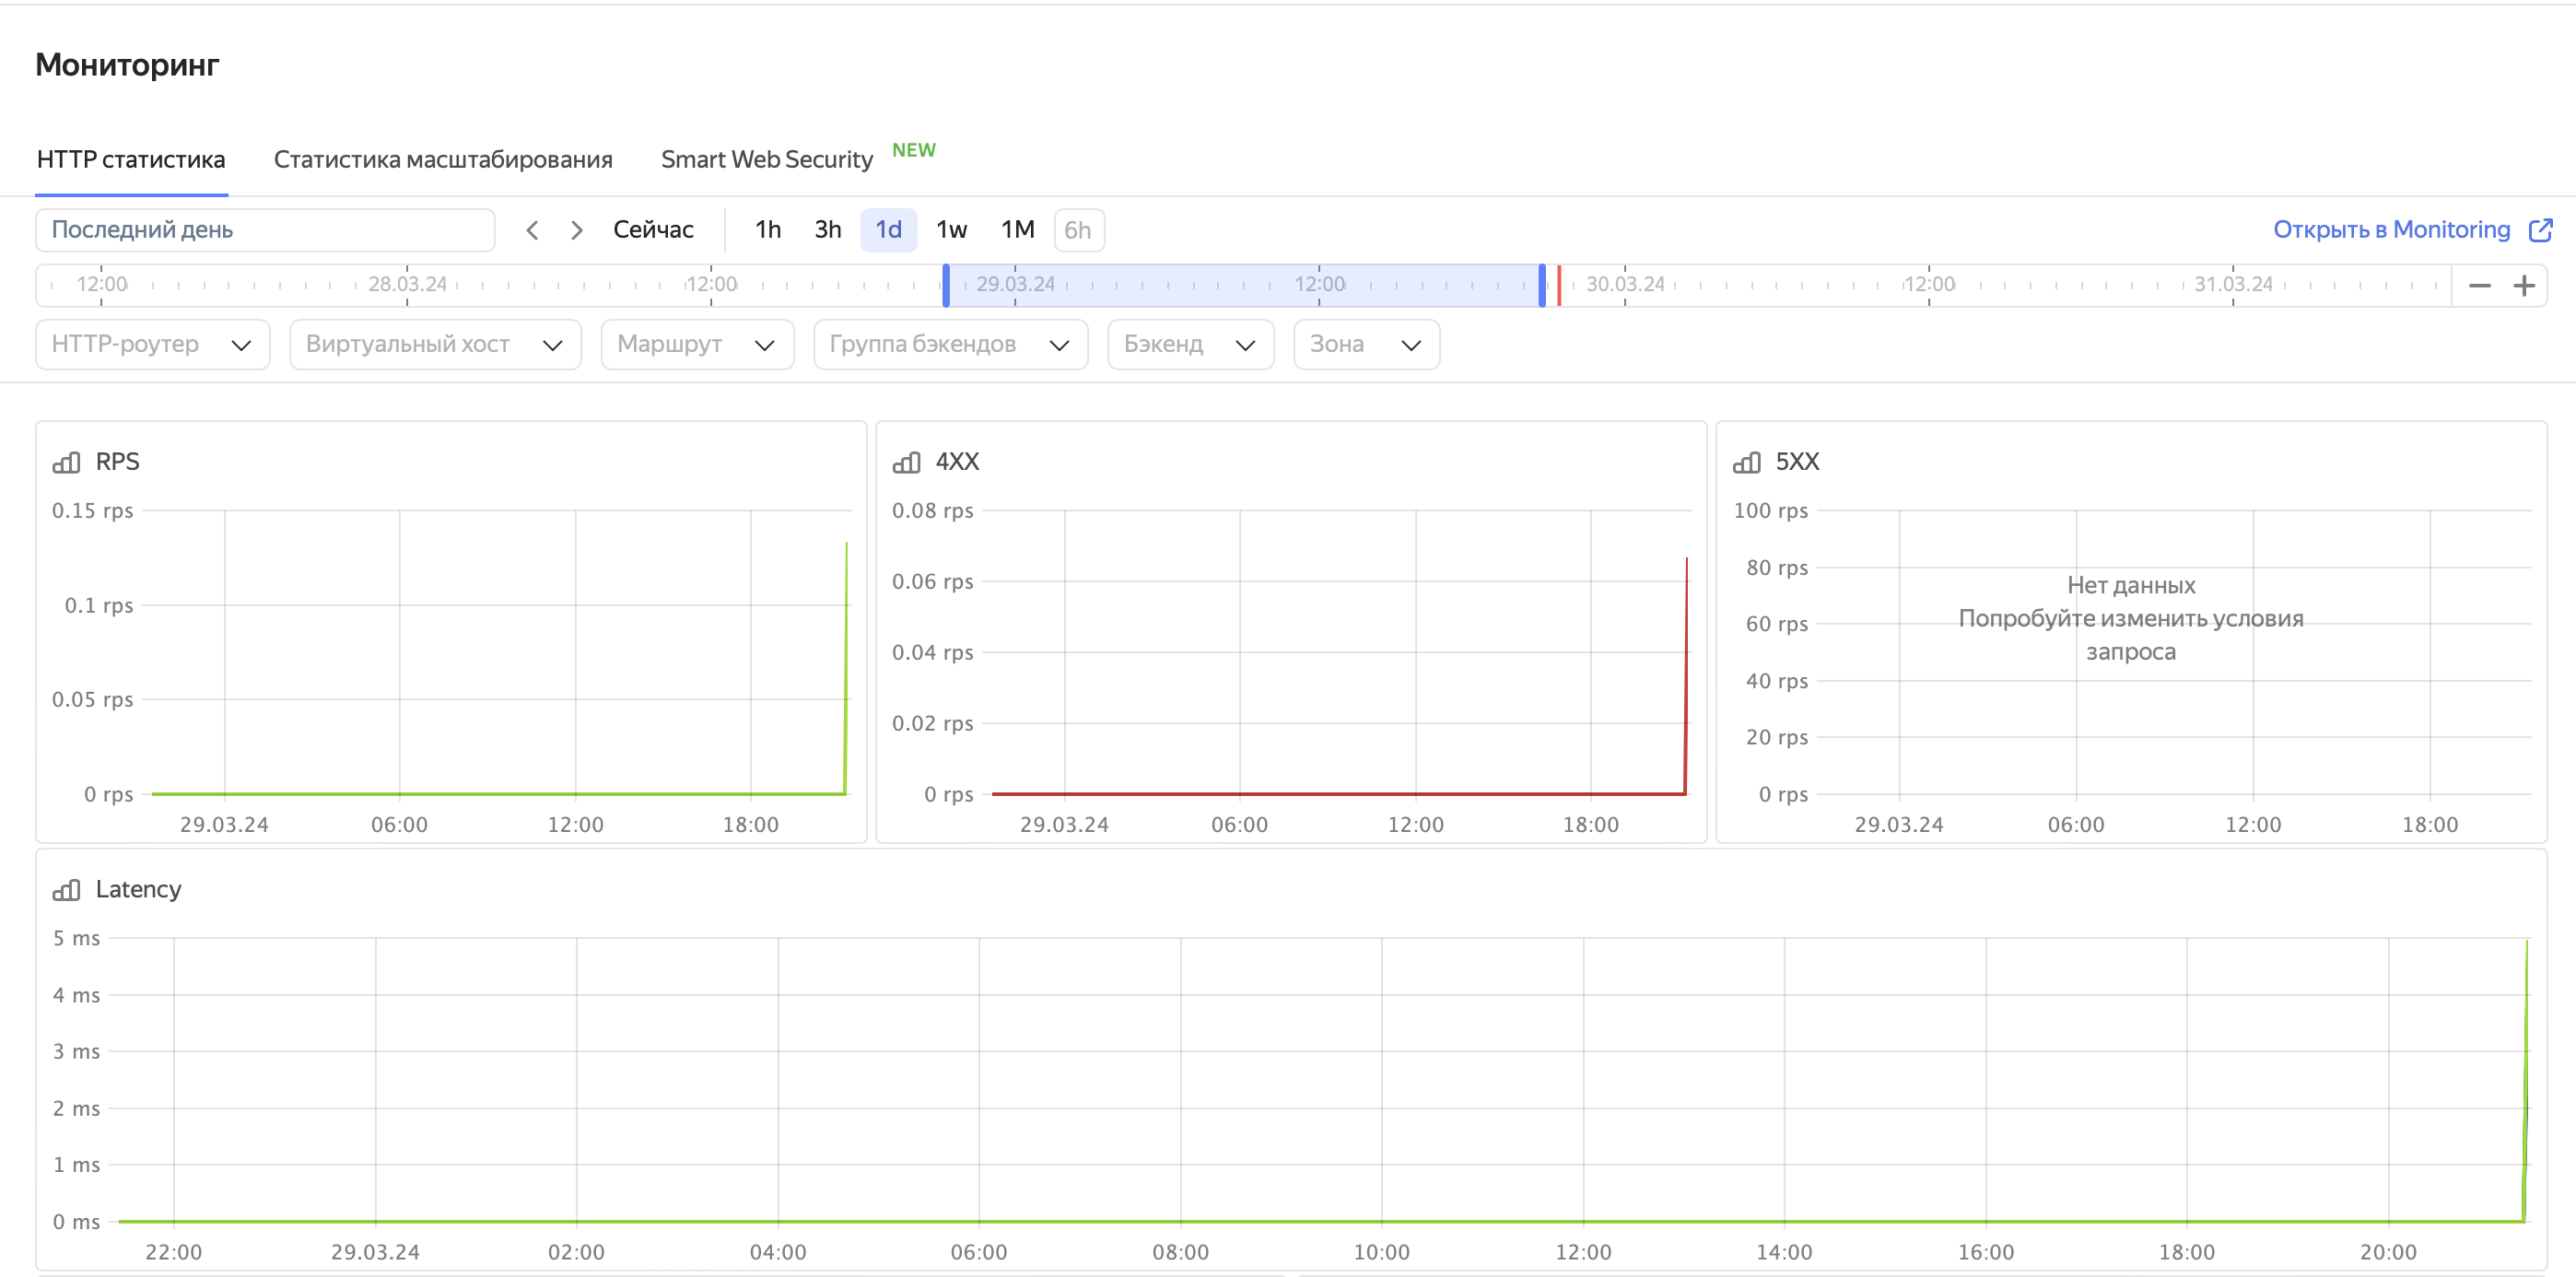 Мониторинг
HTTP статистика Статистика масштабирования Smart Web Security NEW
Последний день Сейчас 1h 3h 1d 1w 1M 6h Открыть в Monitoring
12:00 28.03.24 12:00 29.03.24 12:00 30.03.24 12:00 31.03.24
HTTP-роутер Виртуальный хост Маршрут Группа бэкендов Бэкенд Зона
RPS
0.15 rps
0.1 rps
0.05 rps
0 rps
29.03.24 06:00 12:00 18:00
4XX
0.08 rps
0.06 rps
0.04 rps
0.02 rps
0 rps
29.03.24 06:00 12:00 18:00
5XX
100 rps
80 rps
60 rps
40 rps
20 rps
0 rps
Нет данных
Попробуйте изменить условия
запроса
29.03.24 06:00 12:00 18:00
Latency
5 ms
4 ms
3 ms
2 ms
1 ms
0 ms
22:00 29.03.24 02:00 04:00 06:00 08:00 10:00 12:00 14:00 16:00 18:00 20:00